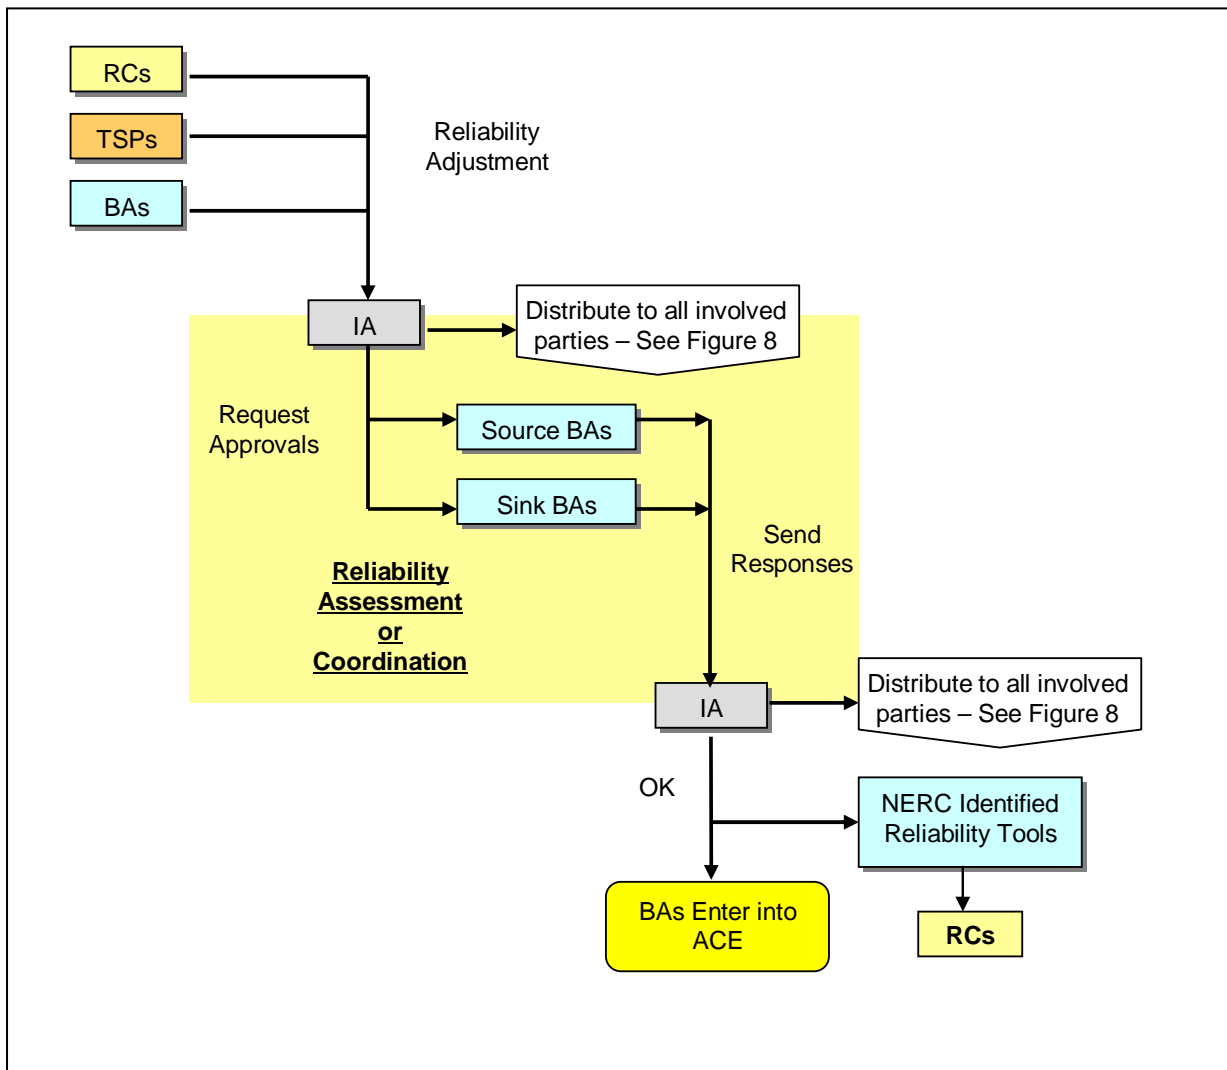 RCs
TSPs
BAs
Reliability
Adjustment
IA
Distribute to all involved
parties – See Figure 8
Request
Approvals
Source BAs
Sink BAs
Send
Responses
Reliability
Assessment
or
Coordination
IA
Distribute to all involved
parties – See Figure 8
OK
NERC Identified
Reliability Tools
BAs Enter into
ACE
RCs